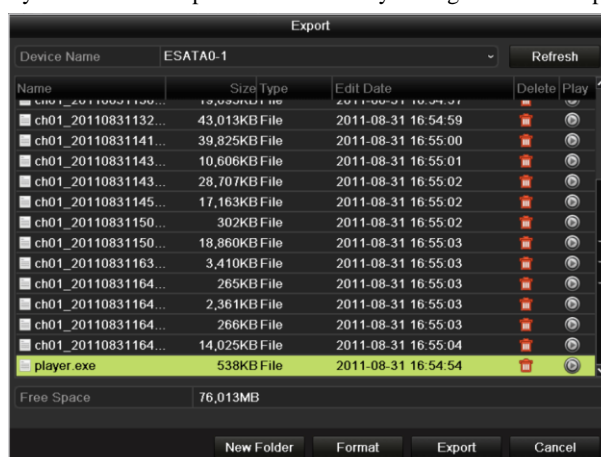 Export
Device Name ESATA0-1 Refresh
Name Size Type Edit Date Delete Play
ch01_20110831132... 43,013KB File 2011-08-31 16:54:59
ch01_20110831141... 39,825KB File 2011-08-31 16:55:00
ch01_20110831143... 10,606KB File 2011-08-31 16:55:01
ch01_20110831143... 28,707KB File 2011-08-31 16:55:02
ch01_20110831145... 17,163KB File 2011-08-31 16:55:02
ch01_20110831150... 302KB File 2011-08-31 16:55:02
ch01_20110831150... 18,860KB File 2011-08-31 16:55:03
ch01_20110831163... 3,410KB File 2011-08-31 16:55:03
ch01_20110831164... 265KB File 2011-08-31 16:55:03
ch01_20110831164... 2,361KB File 2011-08-31 16:55:03
ch01_20110831164... 266KB File 2011-08-31 16:55:03
ch01_20110831164... 14,025KB File 2011-08-31 16:55:04
player.exe 538KB File 2011-08-31 16:54:54
Free Space 76,013MB
New Folder Format Export Cancel